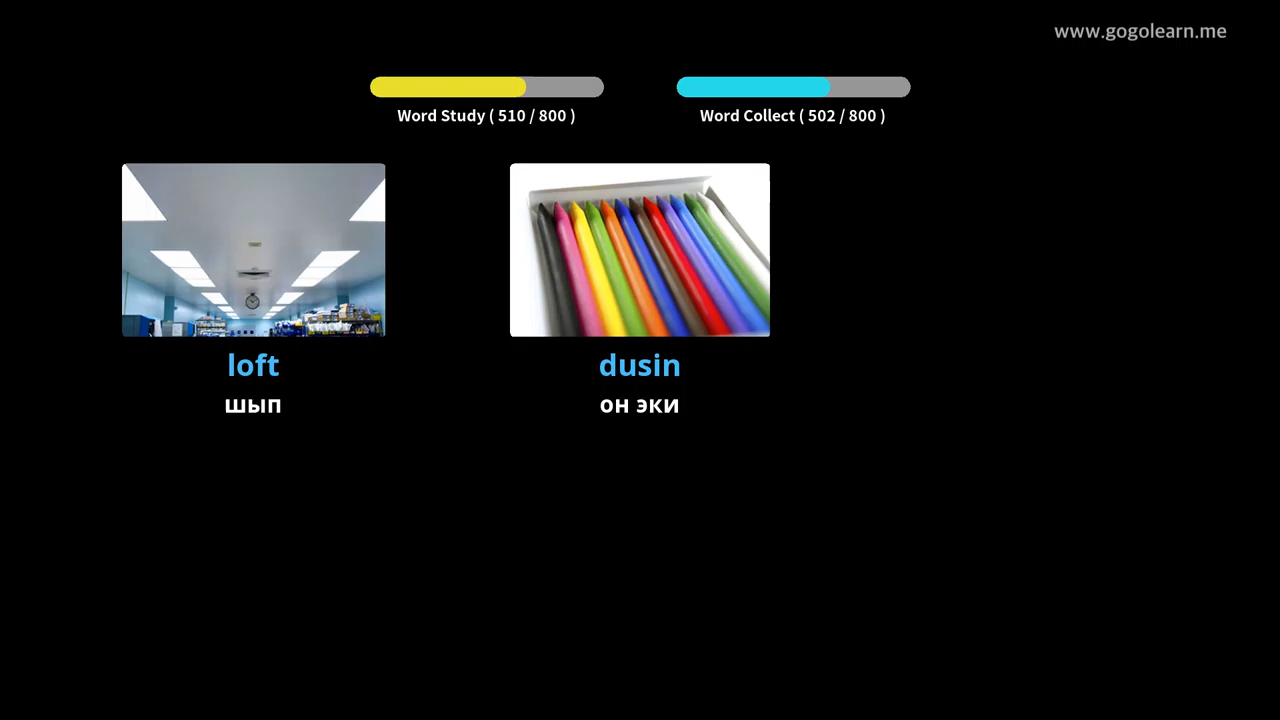 www.gogolearn.me
Word Study ( 510 / 800 )
Word Collect ( 502 / 800 )
loft
шып
dusin
он эки